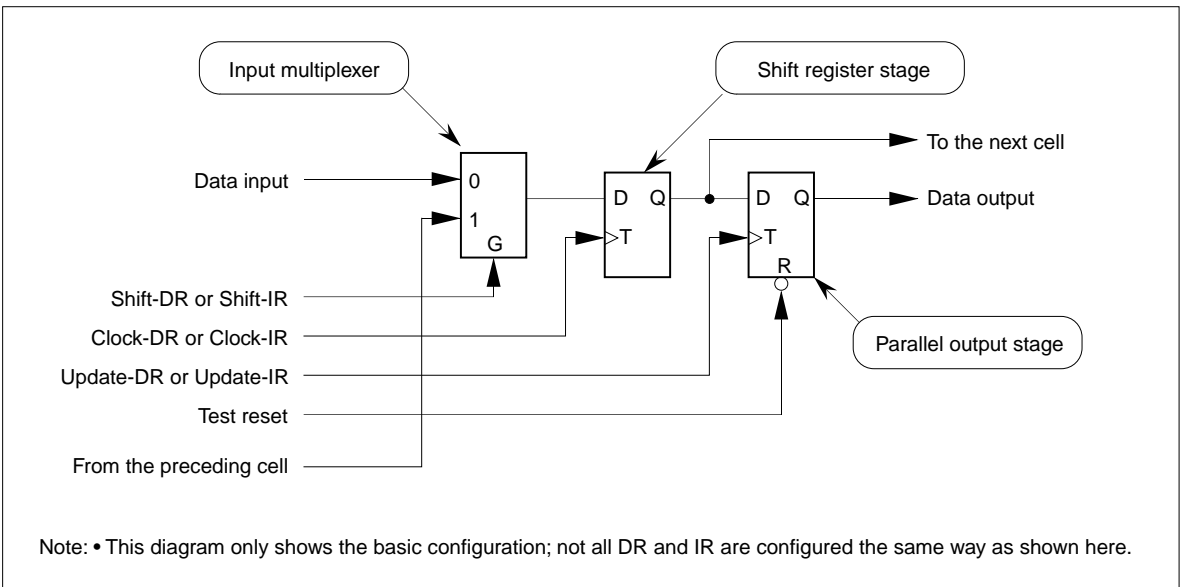 Input multiplexer
Shift register stage
To the next cell
Data input
0
D Q
D Q
Data output
1
T
T
G
R
Shift-DR or Shift-IR
Clock-DR or Clock-IR
Parallel output stage
Update-DR or Update-IR
Test reset
From the preceding cell
Note: • This diagram only shows the basic configuration; not all DR and IR are configured the same way as shown here.